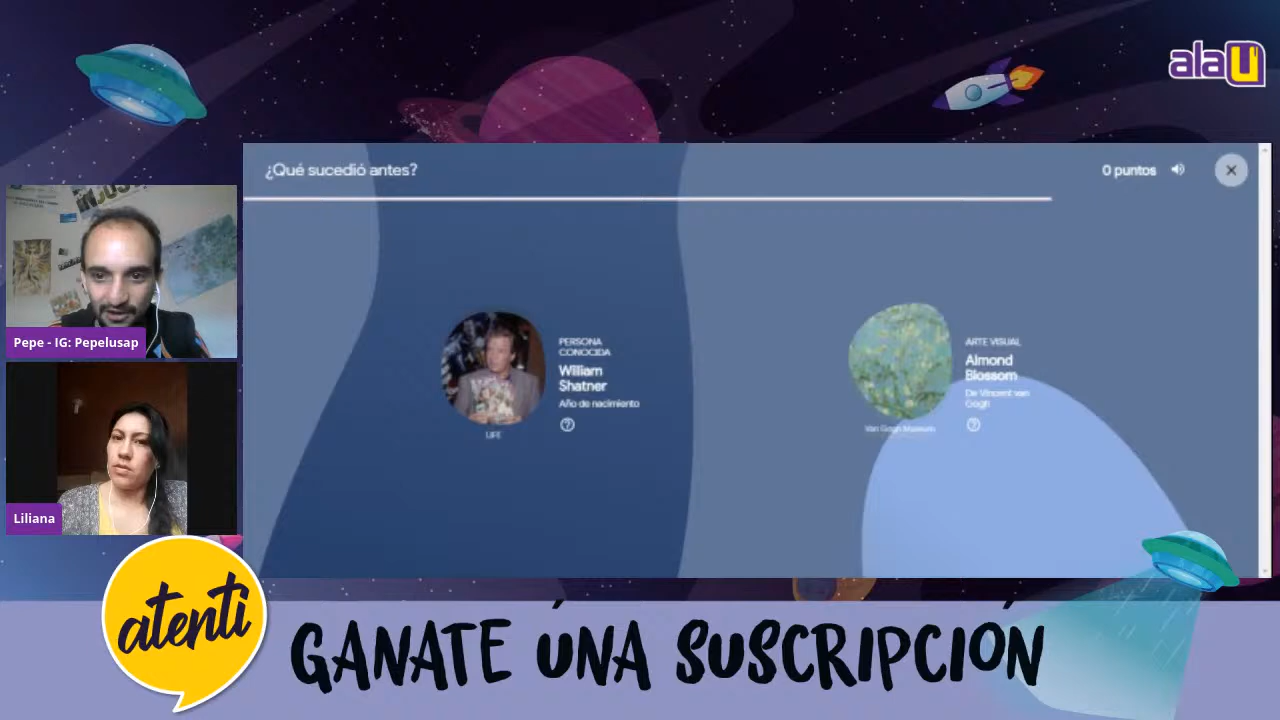 alaU
¿Qué sucedió antes?
0 puntos
Pepe - IG: Pepelusap
Liliana
PERSONA
CONOCIDA
William
Shatner
Año de nacimiento
LIFE
ARTE VISUAL
Almond
Blossom
De Vincent van
Gogh
Van Gogh Museum
atenti
GANATE ÚNA SUSCRIPCIÓN